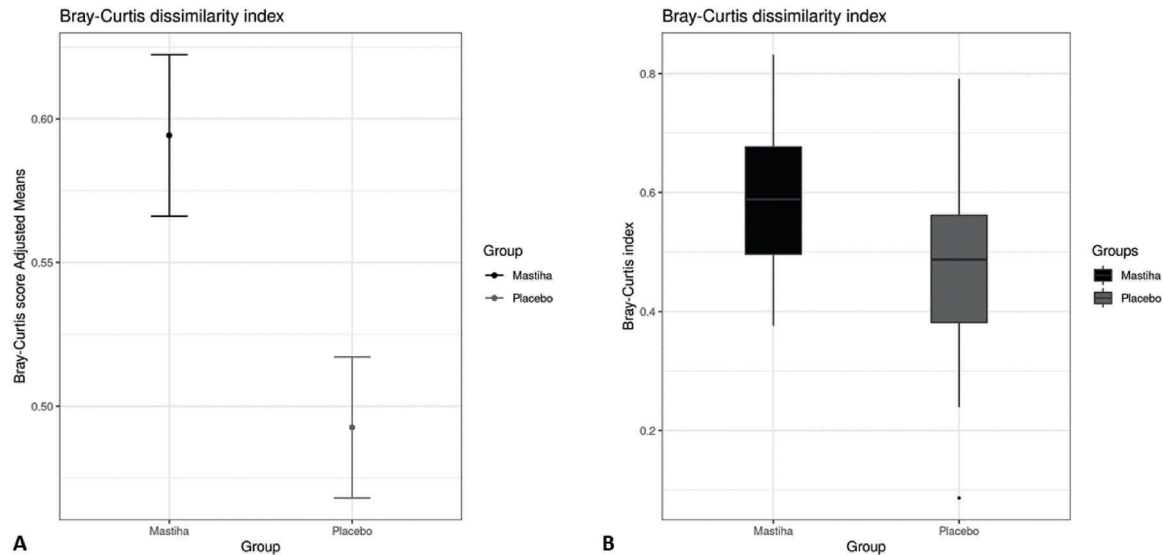 Bray-Curtis dissimilarity index
Bray-Curtis score Adjusted Means
0.60
0.55
0.50
Mastiha
Placebo
Group
Group
Mastiha
Placebo
A
Bray-Curtis dissimilarity index
Bray-Curtis index
0.8
0.6
0.4
0.2
Mastiha
Placebo
Group
Groups
Mastiha
Placebo
B